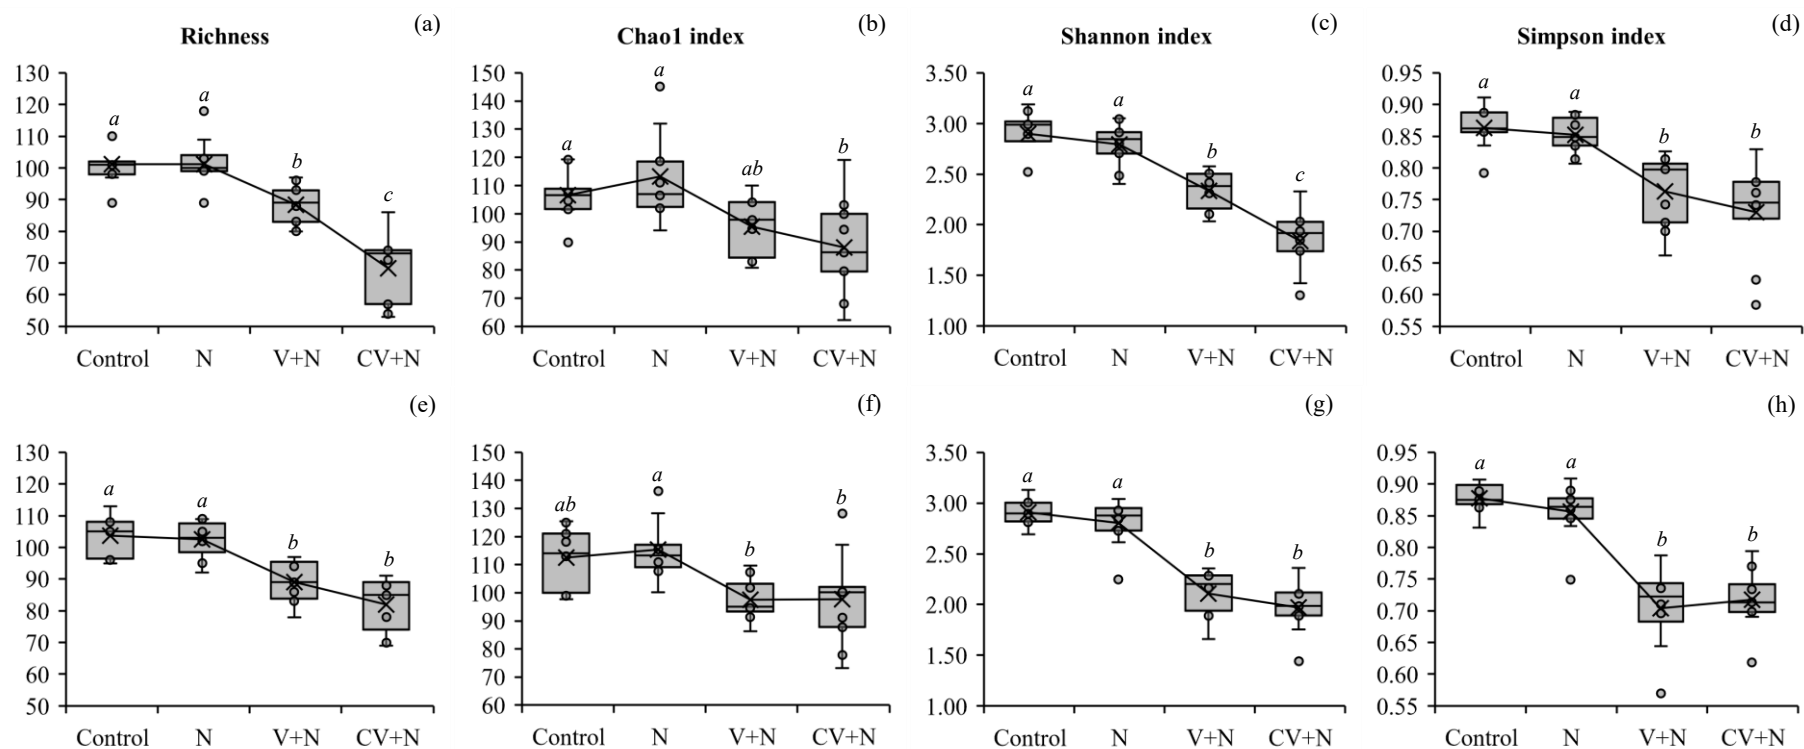 Richness (a)
Chao1 index (b)
Shannon index (c)
Simpson index (d)
130
120
110
100
90
80
70
60
50
a
a
b
c
Control N V+N CV+N
150
140
130
120
110
100
90
80
70
60
a
a
ab
b
Control N V+N CV+N
3.50
3.00
2.50
2.00
1.50
1.00
a
a
b
c
Control N V+N CV+N
0.95
0.90
0.85
0.80
0.75
0.70
0.65
0.60
0.55
a
a
b
b
Control N V+N CV+N
(e)
130
120
110
100
90
80
70
60
50
a
a
b
b
Control N V+N CV+N
(f)
150
140
130
120
110
100
90
80
70
60
ab
a
b
b
Control N V+N CV+N
(g)
3.50
3.00
2.50
2.00
1.50
1.00
a
a
b
b
Control N V+N CV+N
(h)
0.95
0.90
0.85
0.80
0.75
0.70
0.65
0.60
0.55
a
a
b
b
Control N V+N CV+N